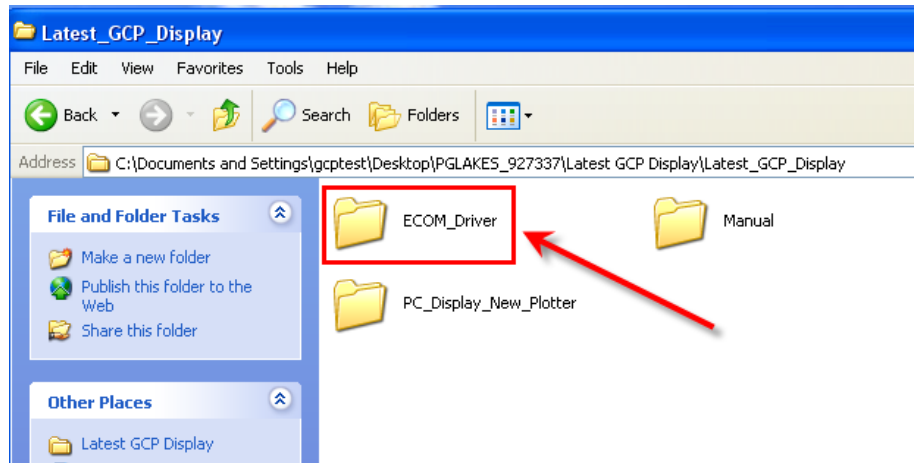 Latest_GCP_Display
File Edit View Favorites Tools Help
Back Search Folders
Address C:\Documents and Settings\gcptest\Desktop\PGLAKES_927337\Latest GCP Display\Latest_GCP_Display
File and Folder Tasks
Make a new folder
Publish this folder to the
Web
Share this folder
Other Places
Latest GCP Display
ECOM_Driver
Manual
PC_Display_New_Plotter